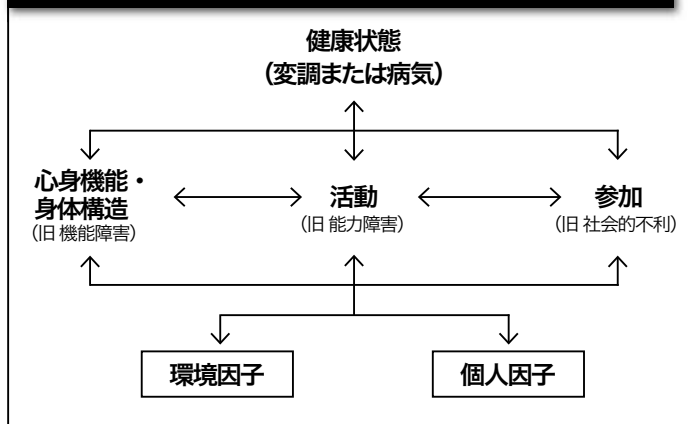 健康状態
(変調または病気)
心身機能・
身体構造
(旧 機能障害)
活動
(旧 能力障害)
参加
(旧 社会的不利)
環境因子
個人因子